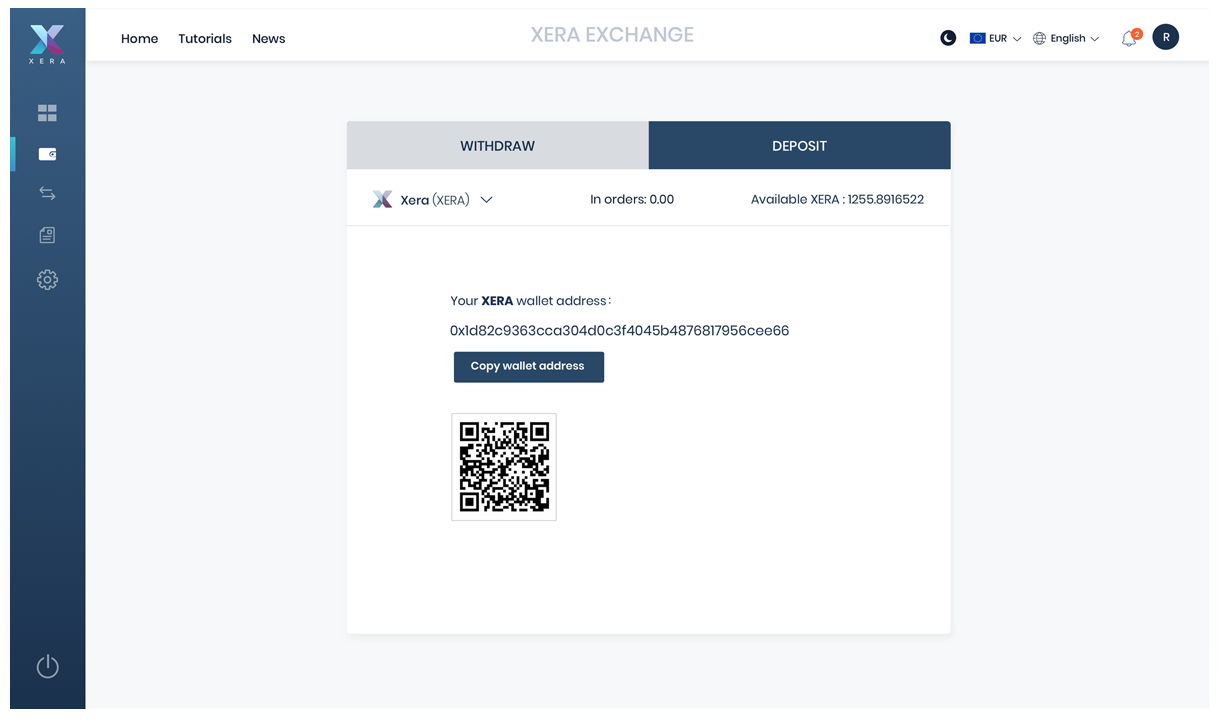 XERA
Home Tutorials News
XERA EXCHANGE
EUR English 2 R
WITHDRAW DEPOSIT
Xera (XERA) In orders: 0.00 Available XERA : 1255.8916522
Your XERA wallet address:
0x1d82c9363cca304d0c3f4045b4876817956cee66
Copy wallet address